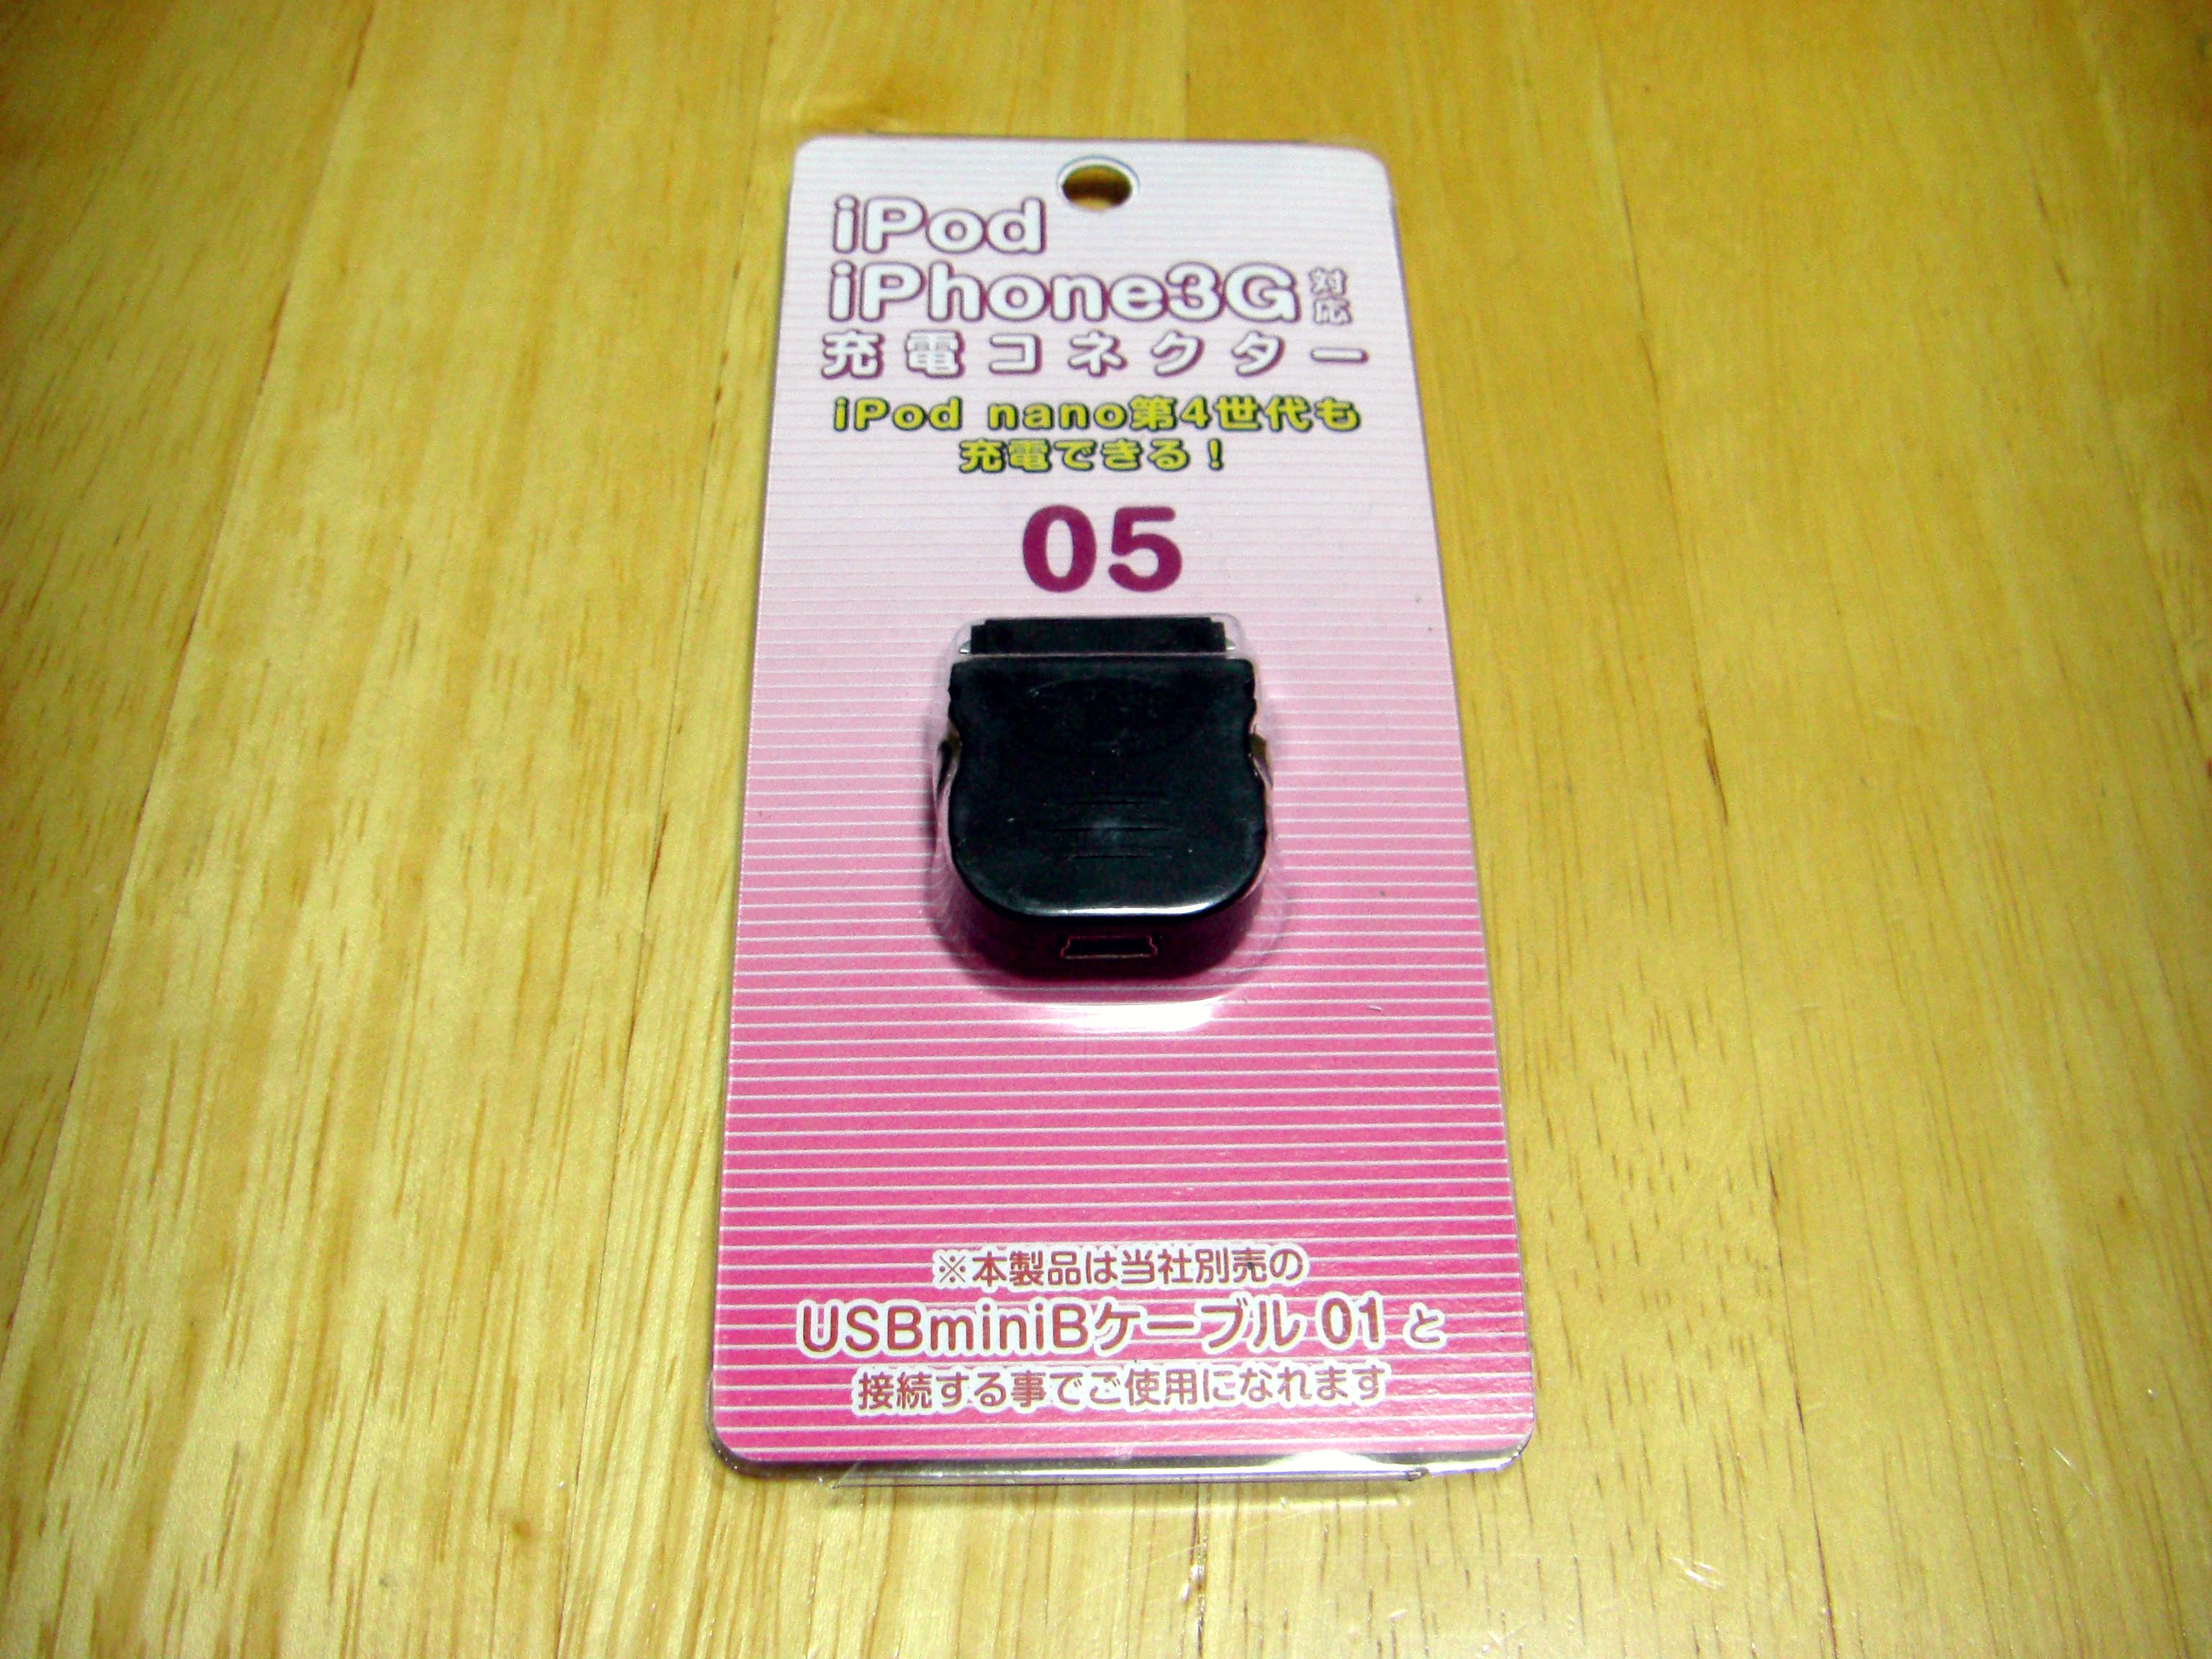 iPod
iPhone3G対応
充電コネクター
iPod nano第4世代も
充電できる!
05
※本製品は当社別売の
USBminiBケーブル 01 と
接続する事でご使用になれます